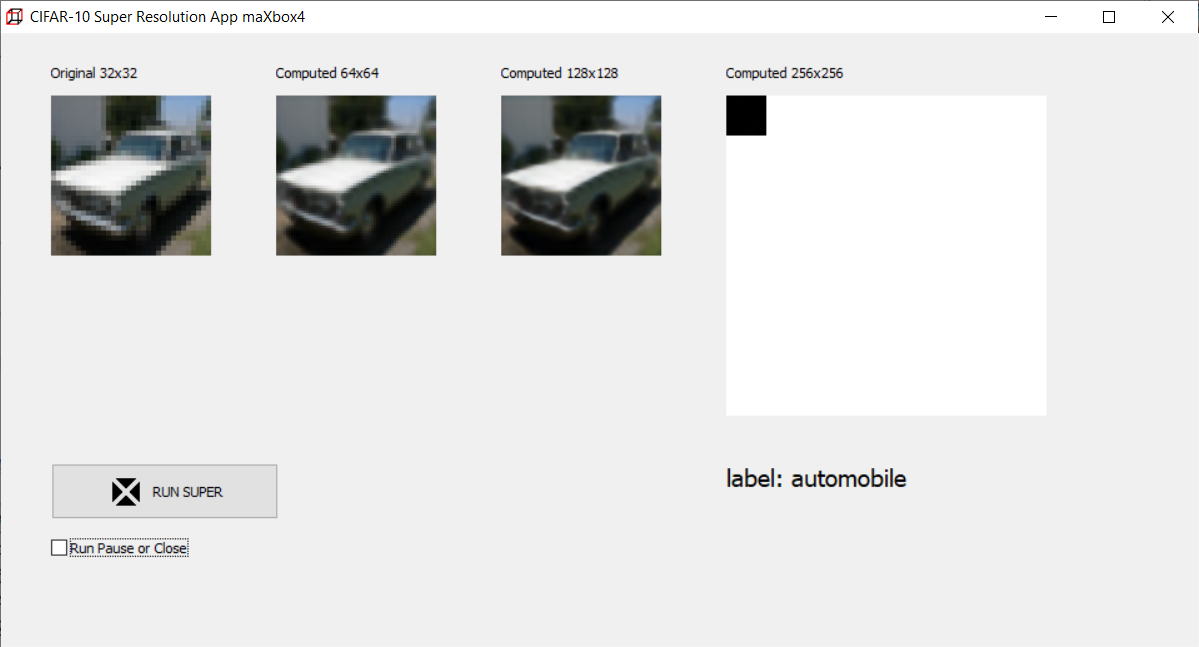 CIFAR-10 Super Resolution App maXbox4
Original 32x32
Computed 64x64
Computed 128x128
Computed 256x256
label: automobile
RUN SUPER
Run Pause or Close